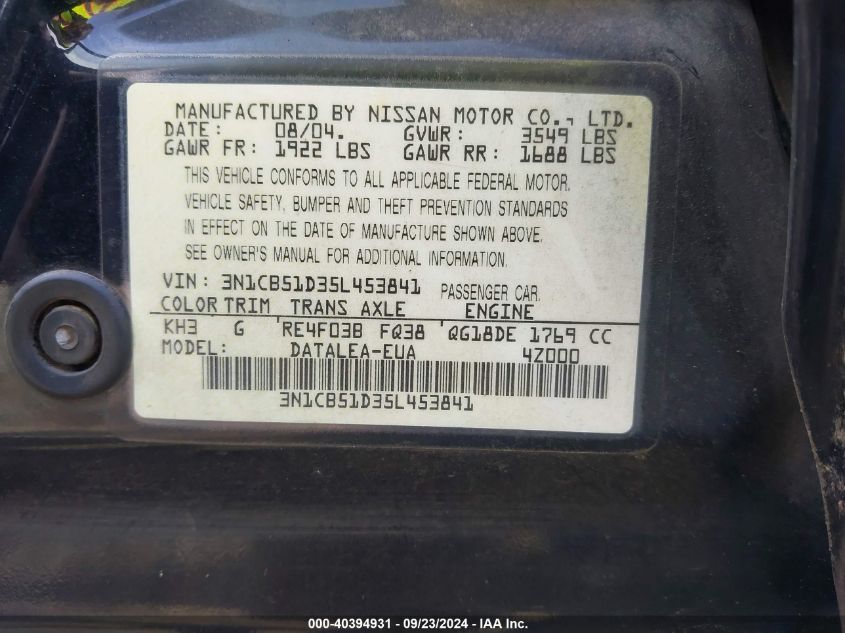 MANUFACTURED BY NISSAN MOTOR CO., LTD.
DATE: 08/04. GVWR: 3549 LBS
GAWR FR: 1922 LBS GAWR RR: 1688 LBS
THIS VEHICLE CONFORMS TO ALL APPLICABLE FEDERAL MOTOR.
VEHICLE SAFETY, BUMPER AND THEFT PREVENTION STANDARDS
IN EFFECT ON THE DATE OF MANUFACTURE SHOWN ABOVE.
SEE OWNER'S MANUAL FOR ADDITIONAL INFORMATION.
VIN: 3N1CB51D35L453841 PASSENGER CAR.
COLOR TRIM TRANS AXLE ENGINE
KH3 G RE4F03B FQ38 QG18DE 1769 CC
MODEL: DATALEA-EUA 4Z000
3N1CB51D35L453841
000-40394931 - 09/23/2024 - IAA Inc.